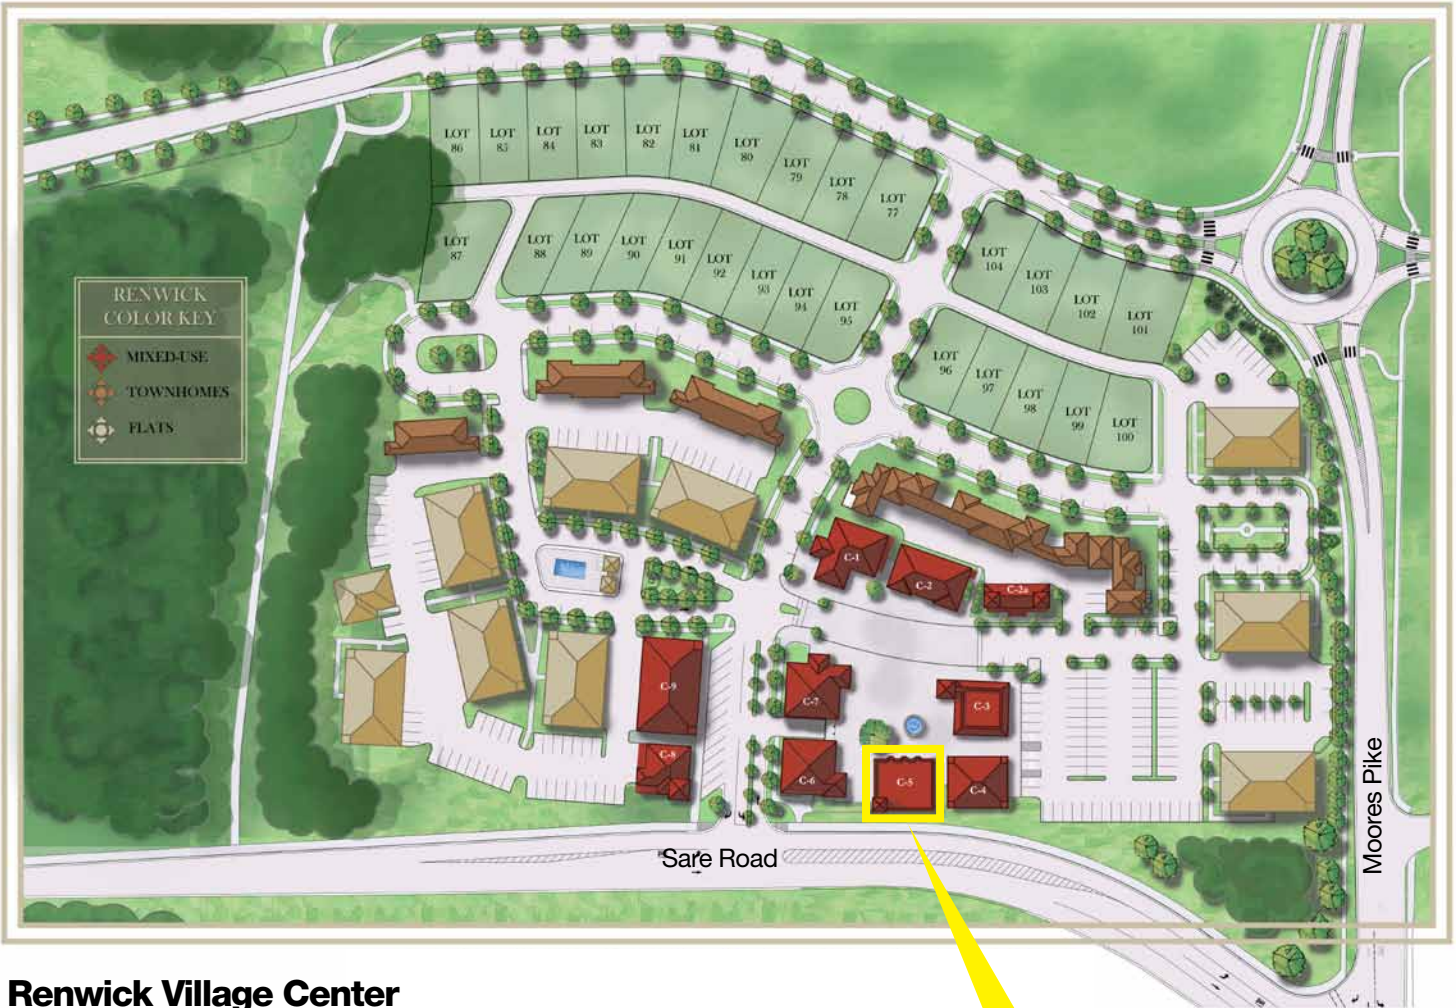 LOT
86
LOT
85
LOT
84
LOT
83
LOT
82
LOT
81
LOT
80
LOT
79
LOT
78
LOT
77
LOT
87
LOT
88
LOT
89
LOT
90
LOT
91
LOT
92
LOT
93
LOT
94
LOT
95
LOT
104
LOT
103
LOT
102
LOT
101
LOT
96
LOT
97
LOT
98
LOT
99
LOT
100
RENWICK
COLOR KEY
MIXED-USE
TOWNHOMES
FLATS
C-1
C-2
C-2a
C-9
C-7
C-3
C-8
C-6
C-5
C-4
Sare Road
Moores Pike
Renwick Village Center